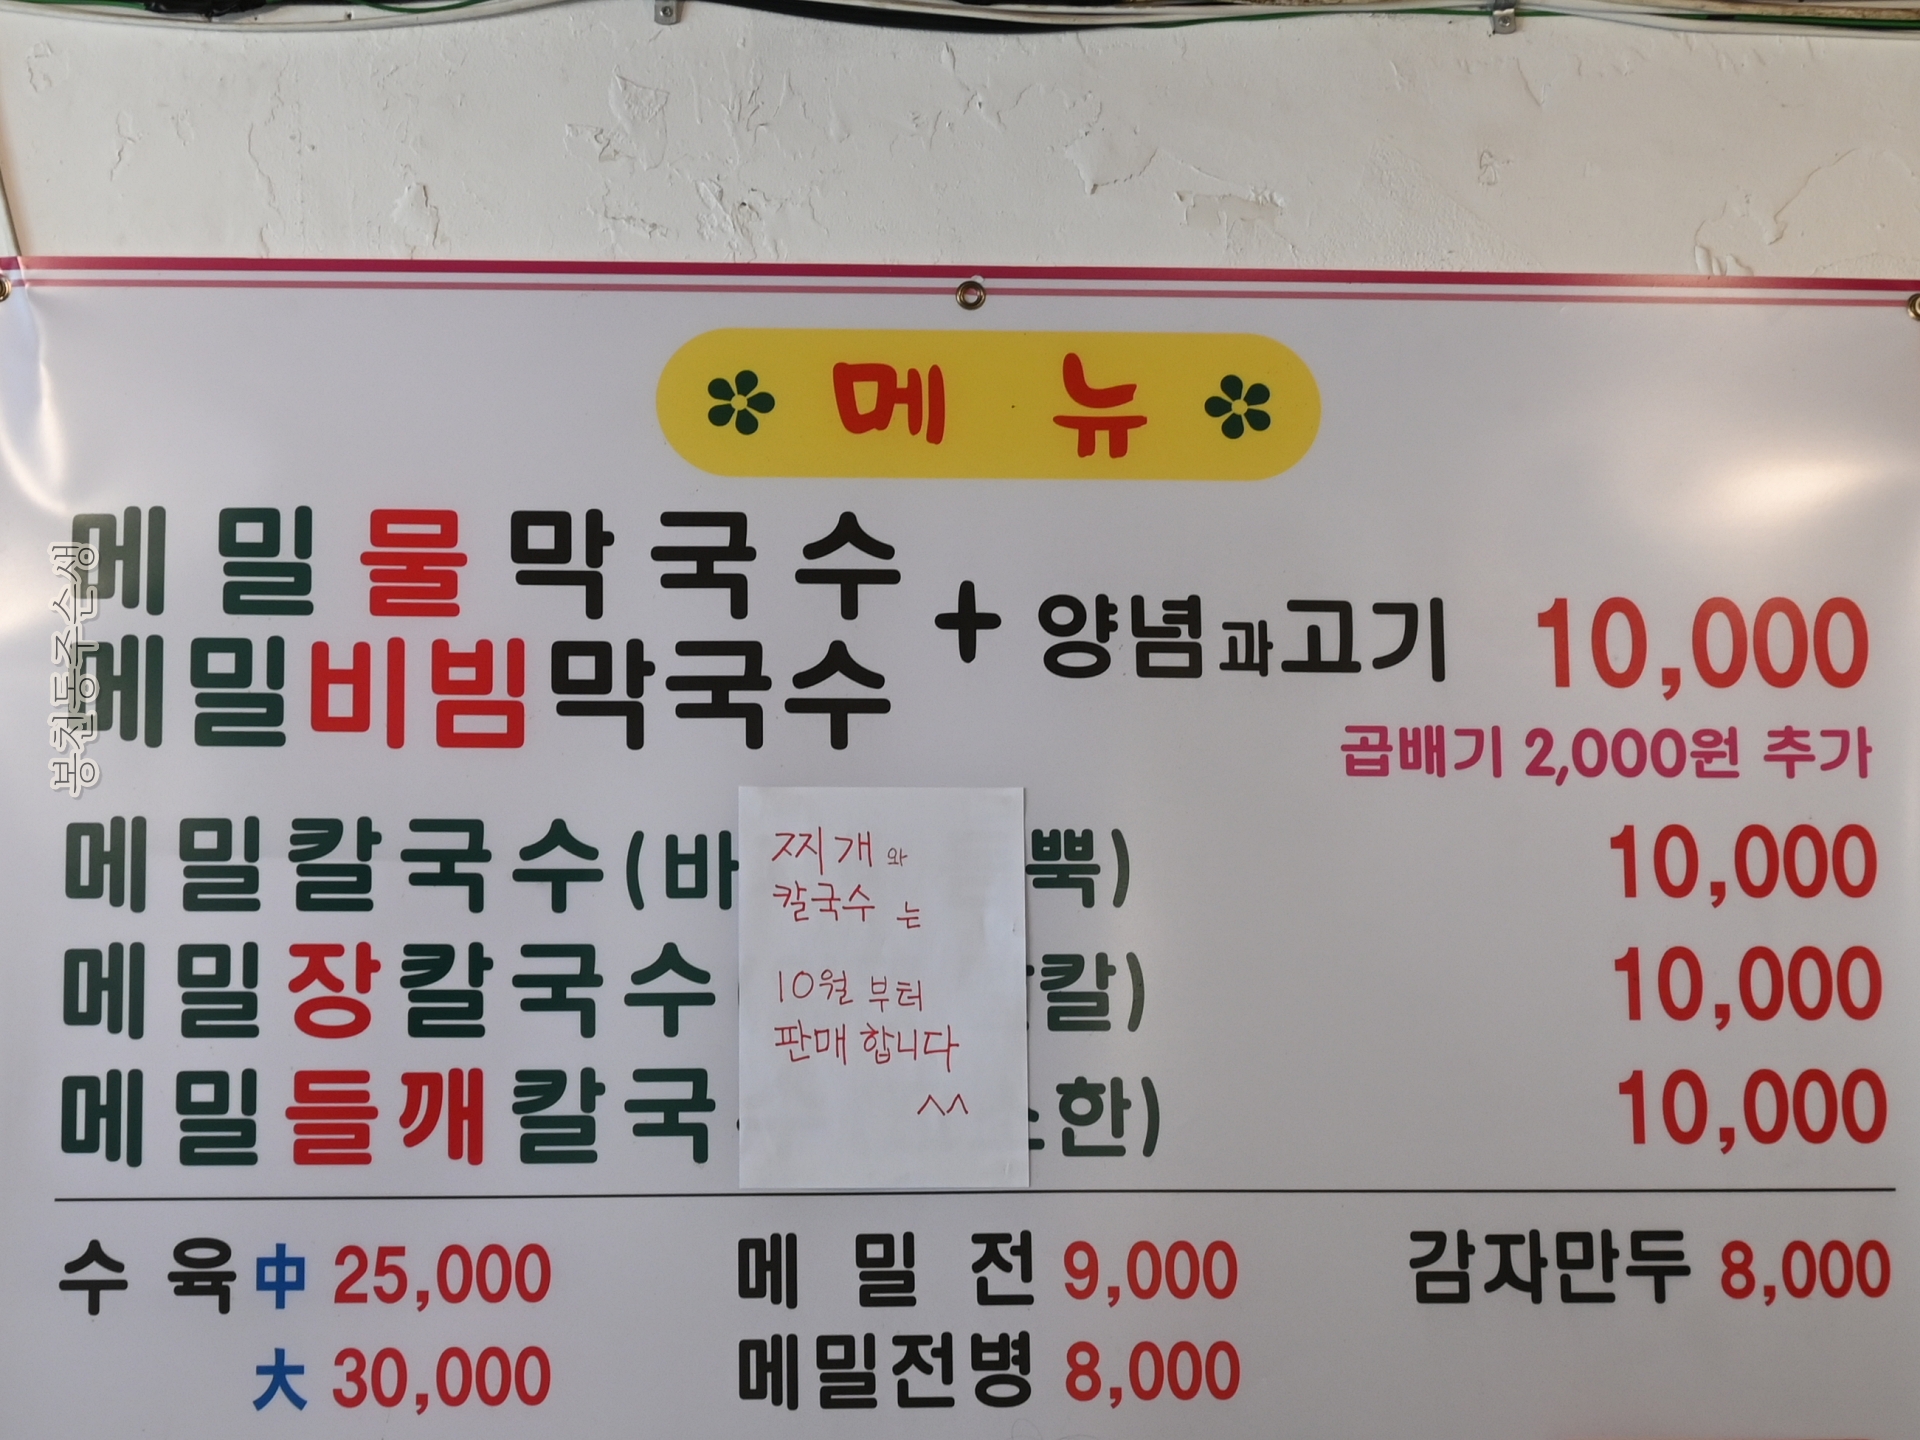 메 뉴
메밀물막국수
메밀비빔막국수
+ 양념과고기 10,000
곱배기 2,000원 추가
메밀칼국수(바 뿍) 10,000
메밀장칼국수 칼) 10,000
메밀들깨칼국 한) 10,000
찌개와
칼국수는
10월부터
판매합니다
^^
수육 中 25,000 메밀전 9,000 감자만두 8,000
大 30,000 메밀전병 8,000
봉천동주순생